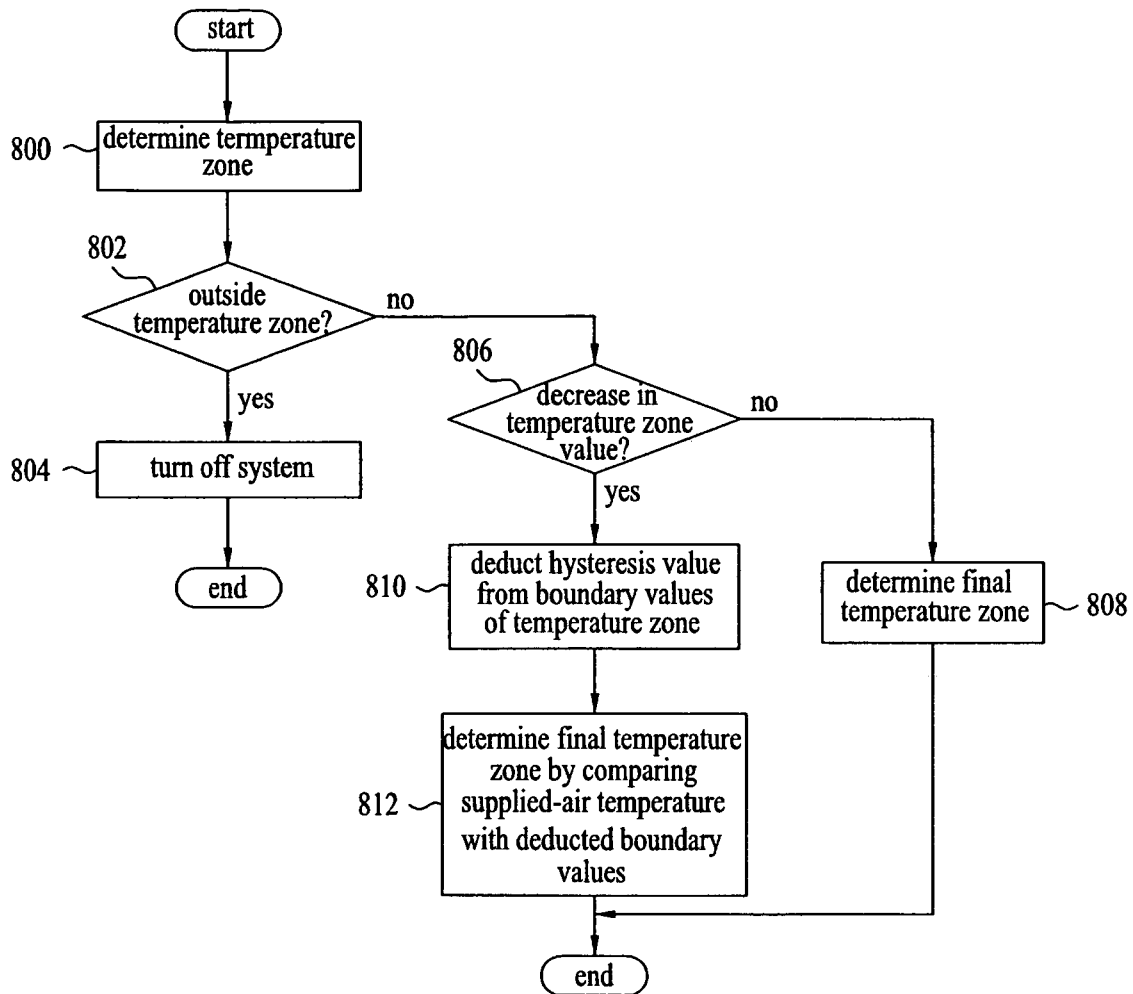 start
800
determine termperature
zone
802
outside
temperature zone?
no
yes
804
turn off system
end
806
decrease in
temperature zone
value?
no
yes
810
deduct hysteresis value
from boundary values
of temperature zone
determine final
temperature zone
808
812
determine final temperature
zone by comparing
supplied-air temperature
with deducted boundary
values
end